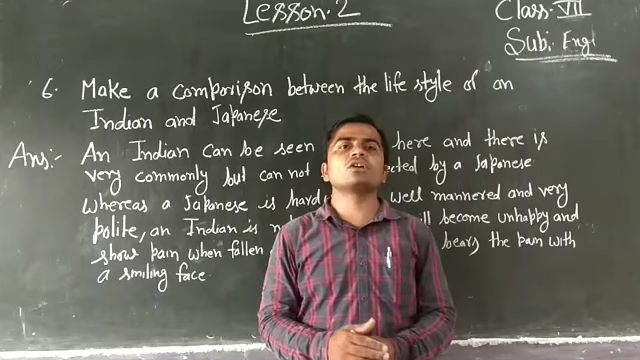 Lesson. 2
Class. VII
Sub: Eng
6. Make a comparison between the life style of an
Indian and Japanese
Ans:- An Indian can be seen here and there is
very commonly but can not cted by a Japanese
whereas a Japanese is hard well mannered and very
polite, an Indian is n ill become unhappy and
show pain when fallen bears the pain with
a smiling face